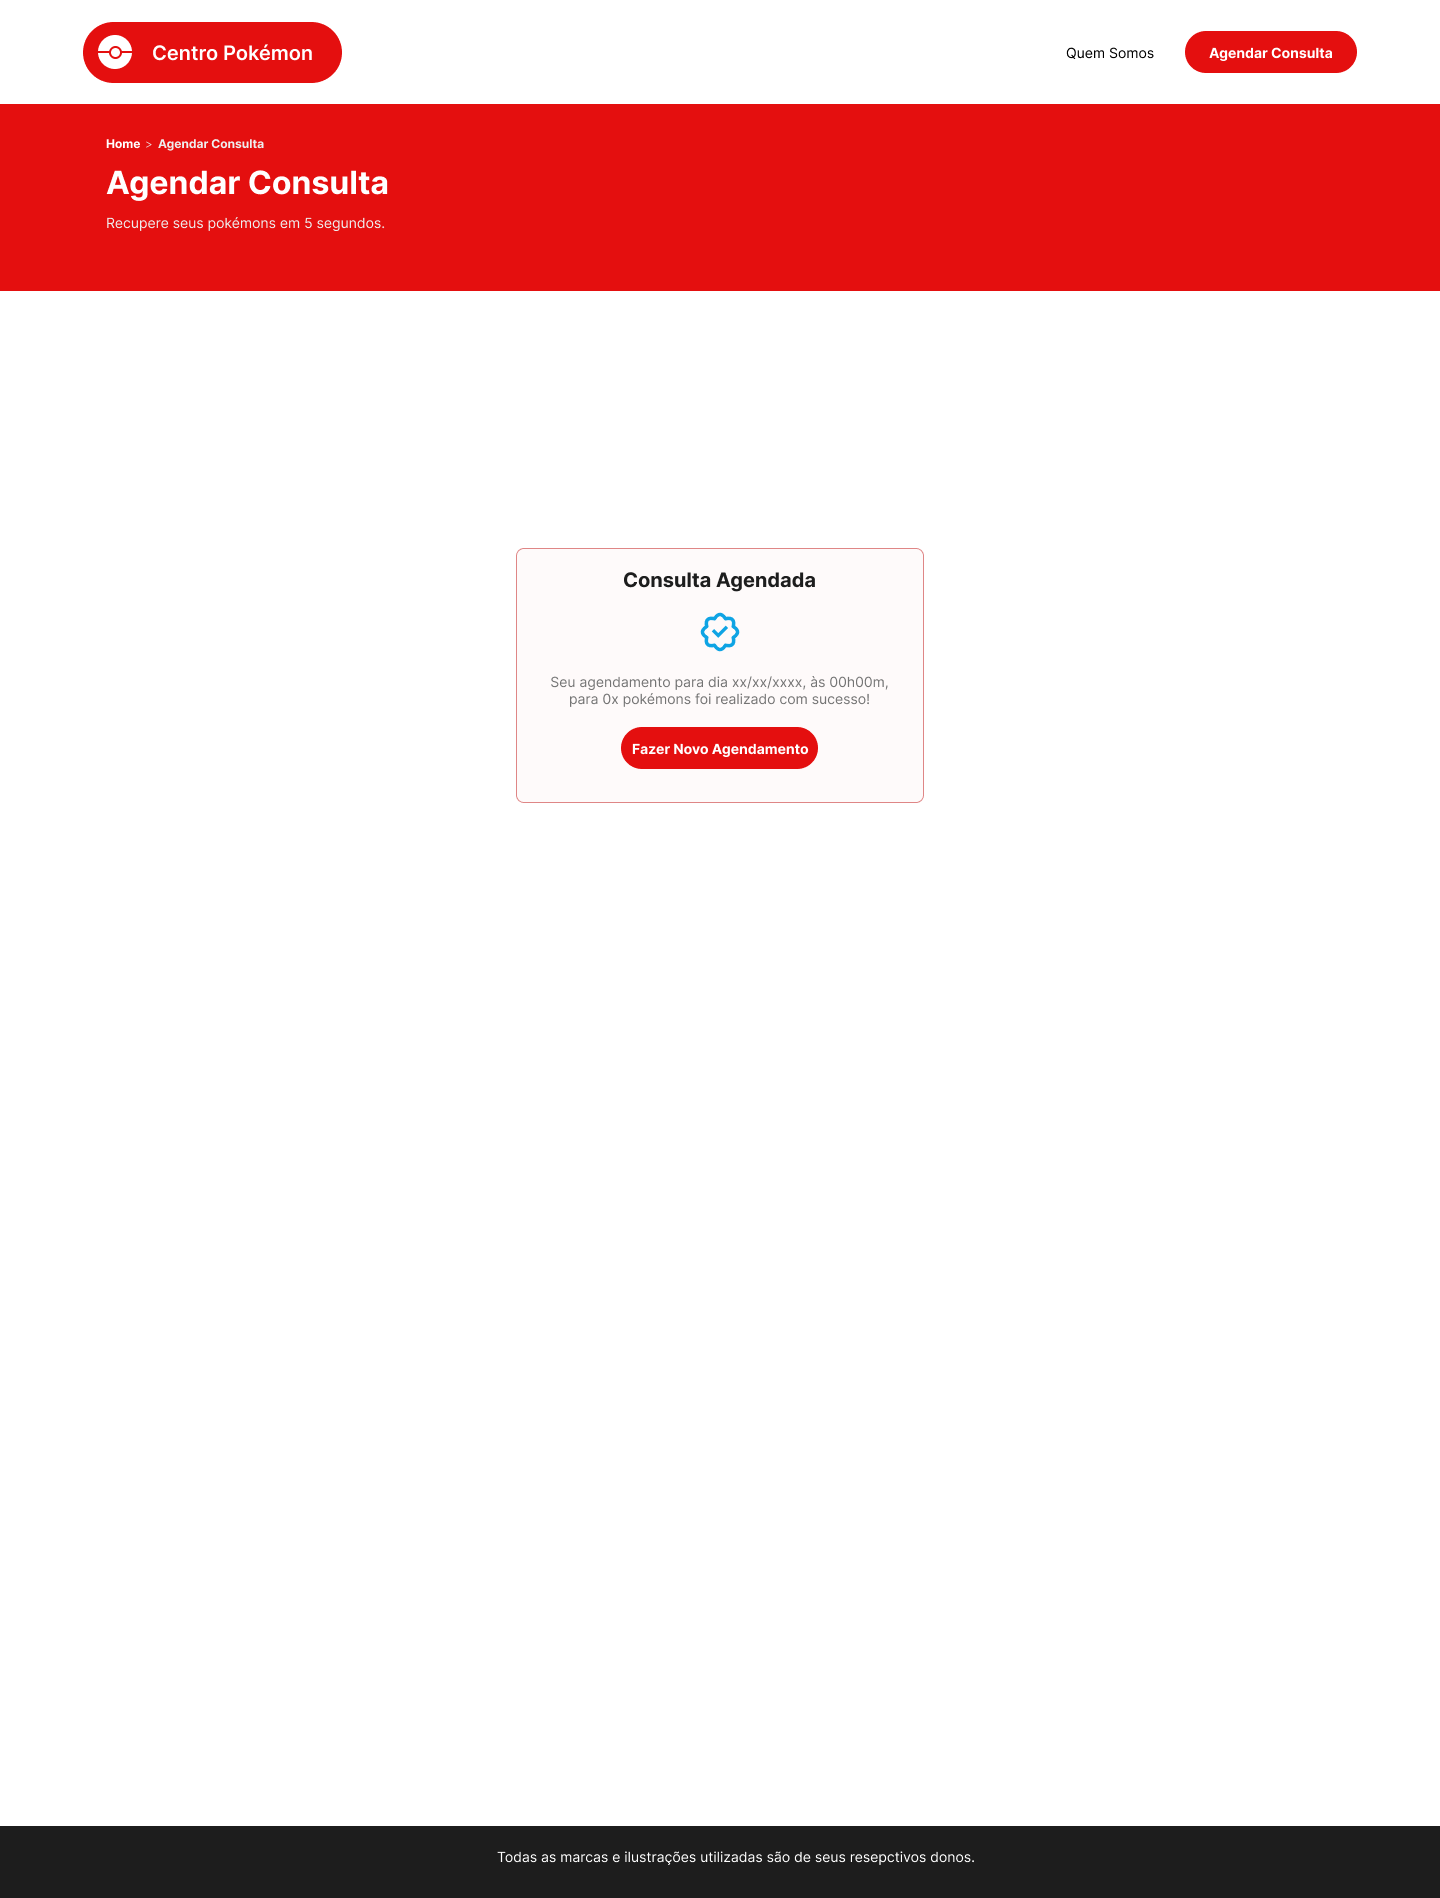 Centro Pokémon
Quem Somos
Agendar Consulta
Home > Agendar Consulta
Agendar Consulta
Recupere seus pokémons em 5 segundos.
Consulta Agendada
Seu agendamento para dia xx/xx/xxxx, às 00h00m,
para 0x pokémons foi realizado com sucesso!
Fazer Novo Agendamento
Todas as marcas e ilustrações utilizadas são de seus resepctivos donos.